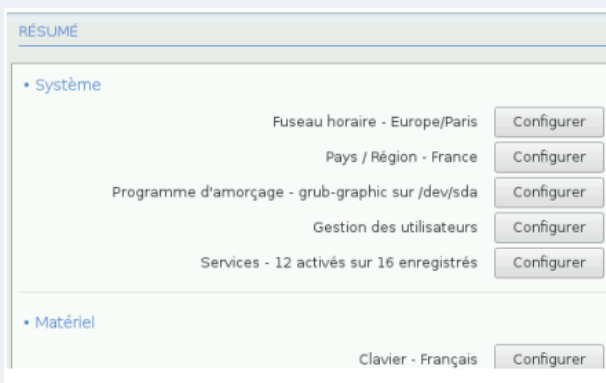 RÉSUMÉ
• Système
Fuseau horaire - Europe/Paris Configurer
Pays / Région - France Configurer
Programme d'amorçage - grub-graphic sur /dev/sda Configurer
Gestion des utilisateurs Configurer
Services - 12 activés sur 16 enregistrés Configurer
• Matériel
Clavier - Français Configurer